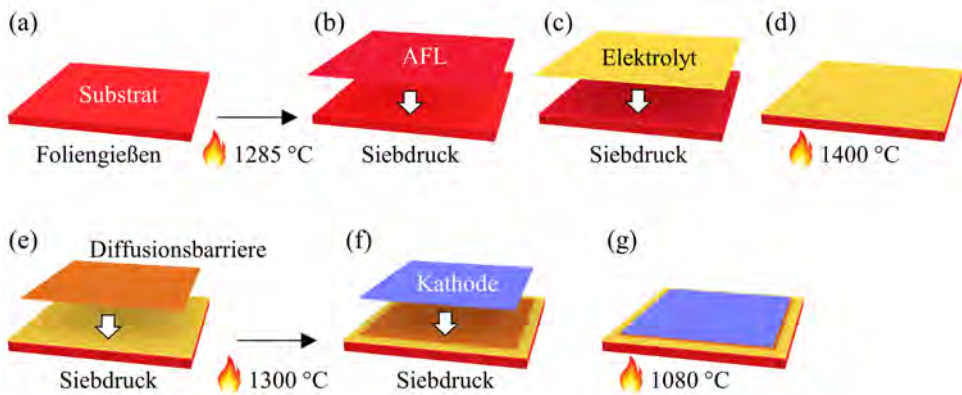 (a)
(b)
(c)
(d)
Substrat
AFL
Elektrolyt
Foliengießen
1285 °C
Siebdruck
Siebdruck
1400 °C
(e)
(f)
(g)
Diffusionsbarriere
Kathode
Siebdruck
1300 °C
Siebdruck
1080 °C